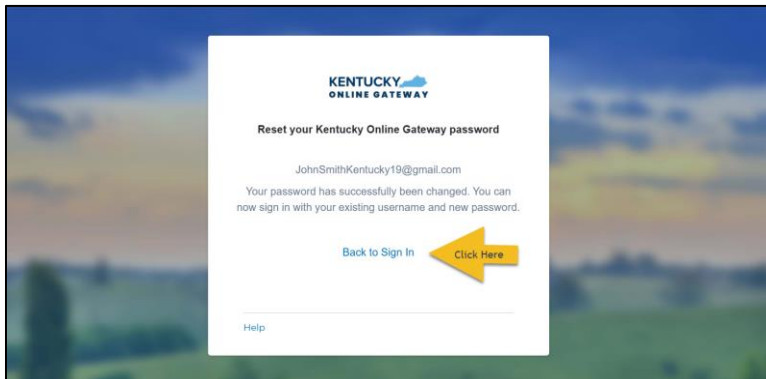 KENTUCKY
ONLINE GATEWAY
Reset your Kentucky Online Gateway password
JohnSmithKentucky19@gmail.com
Your password has successfully been changed. You can
now sign in with your existing username and new password.
Back to Sign In
Click Here
Help